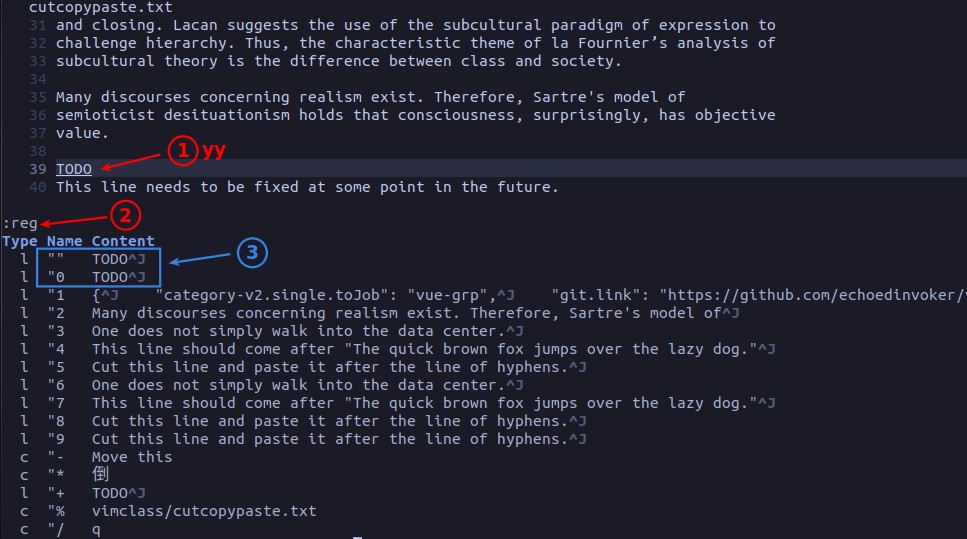 cutcopypaste.txt
31 and closing. Lacan suggests the use of the subcultural paradigm of expression to
32 challenge hierarchy. Thus, the characteristic theme of la Fournier’s analysis of
33 subcultural theory is the difference between class and society.
34
35 Many discourses concerning realism exist. Therefore, Sartre's model of
36 semioticist desituationism holds that consciousness, surprisingly, has objective
37 value.
38
1 yy
39 TODO
40 This line needs to be fixed at some point in the future.
:reg 2
Type Name Content
3
l "" TODO^J
l "0 TODO^J
l "1 {^J "category-v2.single.toJob": "vue-grp",^J "git.link": "https://github.com/echoedinvoker/
l "2 Many discourses concerning realism exist. Therefore, Sartre's model of^J
l "3 One does not simply walk into the data center.^J
l "4 This line should come after "The quick brown fox jumps over the lazy dog."^J
l "5 Cut this line and paste it after the line of hyphens.^J
l "6 One does not simply walk into the data center.^J
l "7 This line should come after "The quick brown fox jumps over the lazy dog."^J
l "8 Cut this line and paste it after the line of hyphens.^J
l "9 Cut this line and paste it after the line of hyphens.^J
c "- Move this
c "* 倒
l "+ TODO^J
c "% vimclass/cutcopypaste.txt
c "/ q